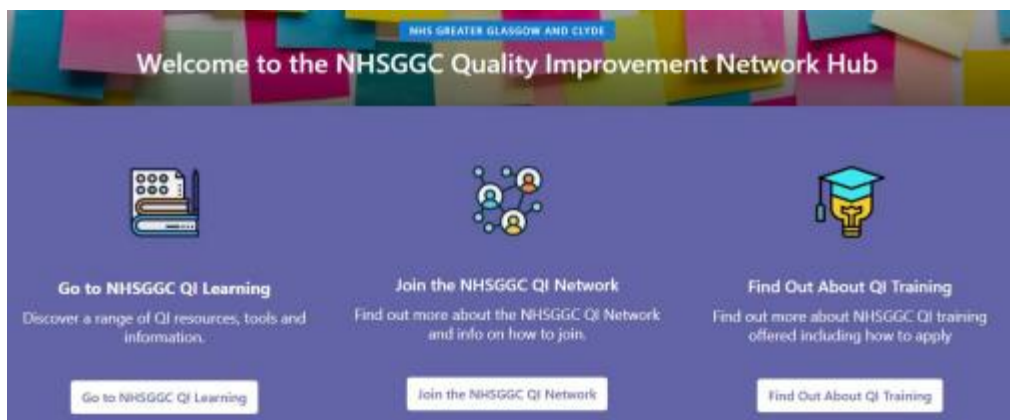 NHS GREATER GLASGOW AND CLYDE
Welcome to the NHSGGC Quality Improvement Network Hub
Go to NHSGGC QI Learning
Discover a range of QI resources, tools and
information.
Go to NHSGGC QI Learning
Join the NHSGGC QI Network
Find out more about the NHSGGC QI Network
and info on how to join.
Join the NHSGGC QI Network
Find Out About QI Training
Find out more about NHSGGC QI training
offered including how to apply
Find Out About QI Training